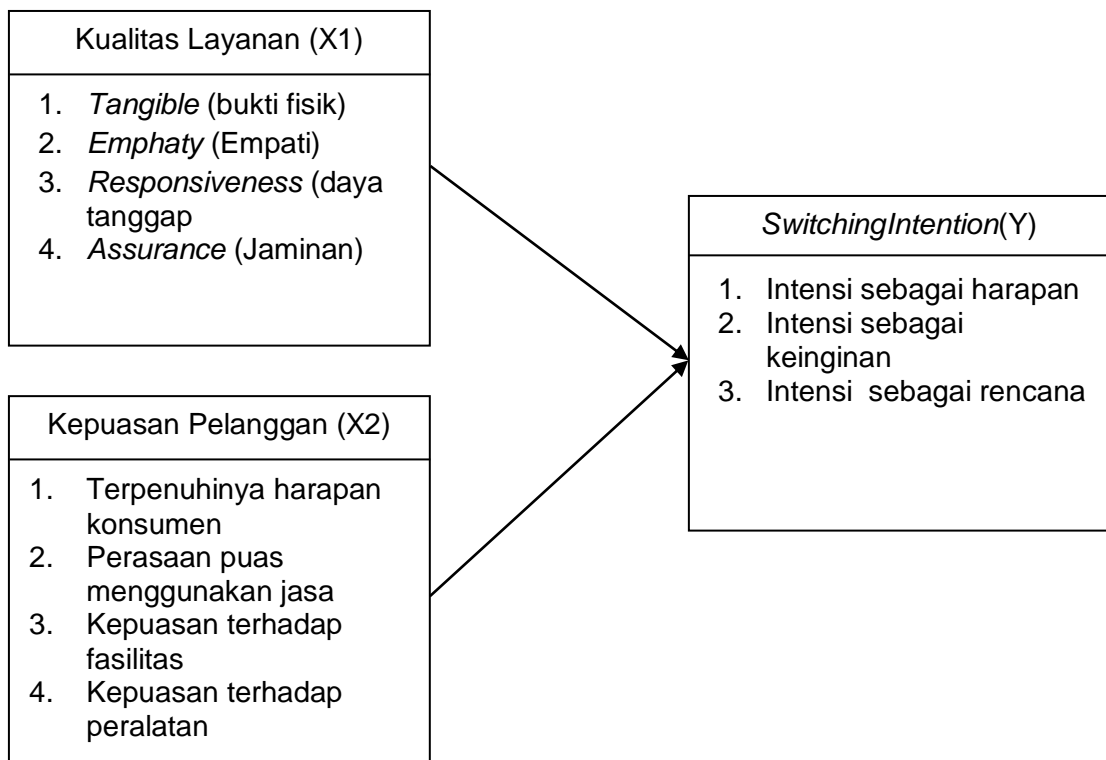 Kualitas Layanan (X1)
1. Tangible (bukti fisik)
2. Emphaty (Empati)
3. Responsiveness (daya
tanggap
4. Assurance (Jaminan)
Kepuasan Pelanggan (X2)
1. Terpenuhinya harapan
konsumen
2. Perasaan puas
menggunakan jasa
3. Kepuasan terhadap
fasilitas
4. Kepuasan terhadap
peralatan
SwitchingIntention(Y)
1. Intensi sebagai harapan
2. Intensi sebagai
keinginan
3. Intensi sebagai rencana